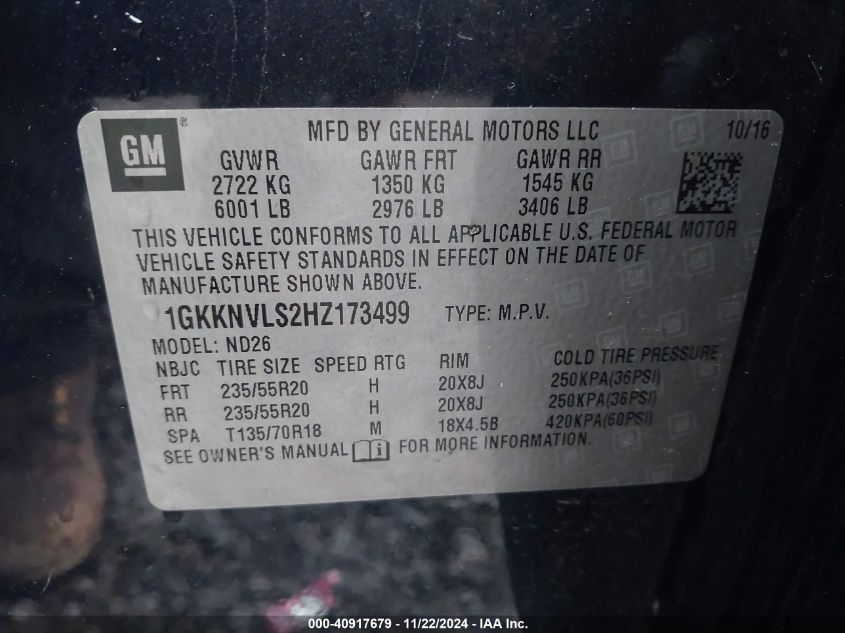 GM®
MFD BY GENERAL MOTORS LLC 10/16
GVWR GAWR FRT GAWR RR
2722 KG 1350 KG 1545 KG
6001 LB 2976 LB 3406 LB
THIS VEHICLE CONFORMS TO ALL APPLICABLE U.S. FEDERAL MOTOR
VEHICLE SAFETY STANDARDS IN EFFECT ON THE DATE OF
MANUFACTURE SHOWN ABOVE.
1GKKNVLS2HZ173499 TYPE: M.P.V.
MODEL: ND26
NBJC TIRE SIZE SPEED RTG RIM COLD TIRE PRESSURE
FRT 235/55R20 H 20X8J 250KPA(36PSI)
RR 235/55R20 H 20X8J 250KPA(36PSI)
SPA T135/70R18 M 18X4.5B 420KPA(60PSI)
SEE OWNER'S MANUAL i FOR MORE INFORMATION.
000-40917679 - 11/22/2024 - IAA Inc.